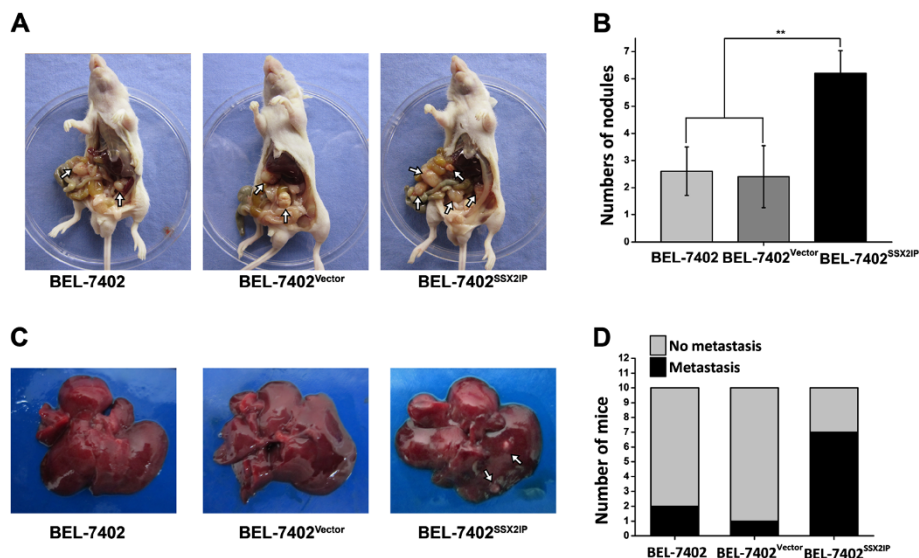 A
BEL-7402
BEL-7402Vector
BEL-7402SSX2IP
B
**
Numbers of nodules
7
6
5
4
3
2
1
0
BEL-7402
BEL-7402Vector
BEL-7402SSX2IP
C
BEL-7402
BEL-7402Vector
BEL-7402SSX2IP
D
No metastasis
Metastasis
Number of mice
12
11
10
9
8
7
6
5
4
3
2
1
0
BEL-7402
BEL-7402Vector
BEL-7402SSX2IP